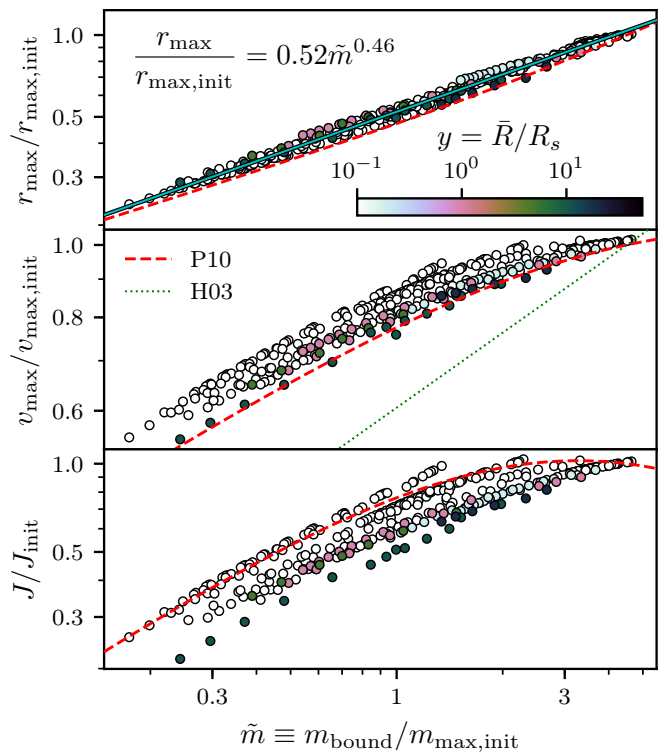 r_max / r_max,init = 0.52m̃^0.46
y = R̄/R_s
10^−1 10^0 10^1
1.0
0.5
0.3
r_max/r_max,init
P10
H03
1.0
0.8
0.6
v_max/v_max,init
1.0
0.5
0.3
J/J_init
0.3 1 3
m̃ ≡ m_bound/m_max,init